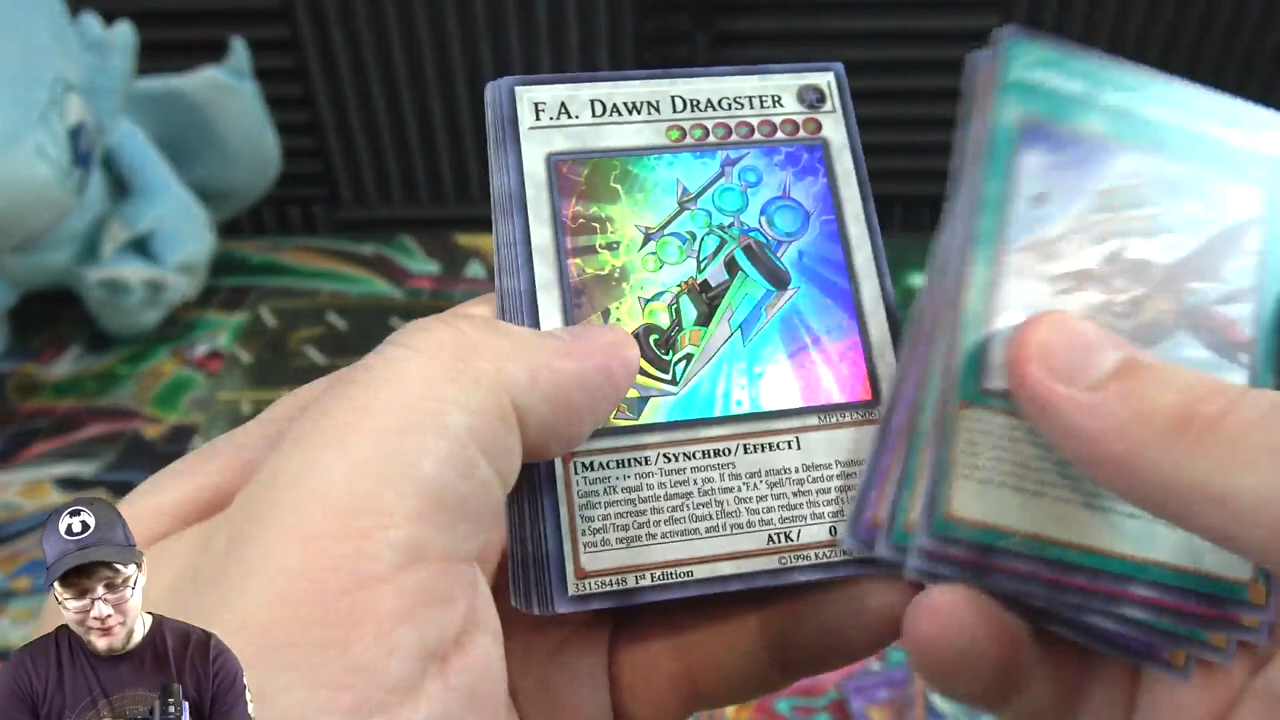 F.A. DAWN DRAGSTER
MP19-EN06
[MACHINE/SYNCHRO/EFFECT]
1 Tuner + 1+ non-Tuner monsters
Gains ATK equal to its Level x 300. If this card attacks a Defense Position
inflict piercing battle damage. Each time a "F.A." Spell/Trap Card or effect
You can increase this card's Level by 1. Once per turn, when your
a Spell/Trap Card or effect (Quick Effect): You can reduce this card's
you do, negate the activation, and if you do that, destroy that card.
ATK/ 0
33158448 1st Edition
©1996